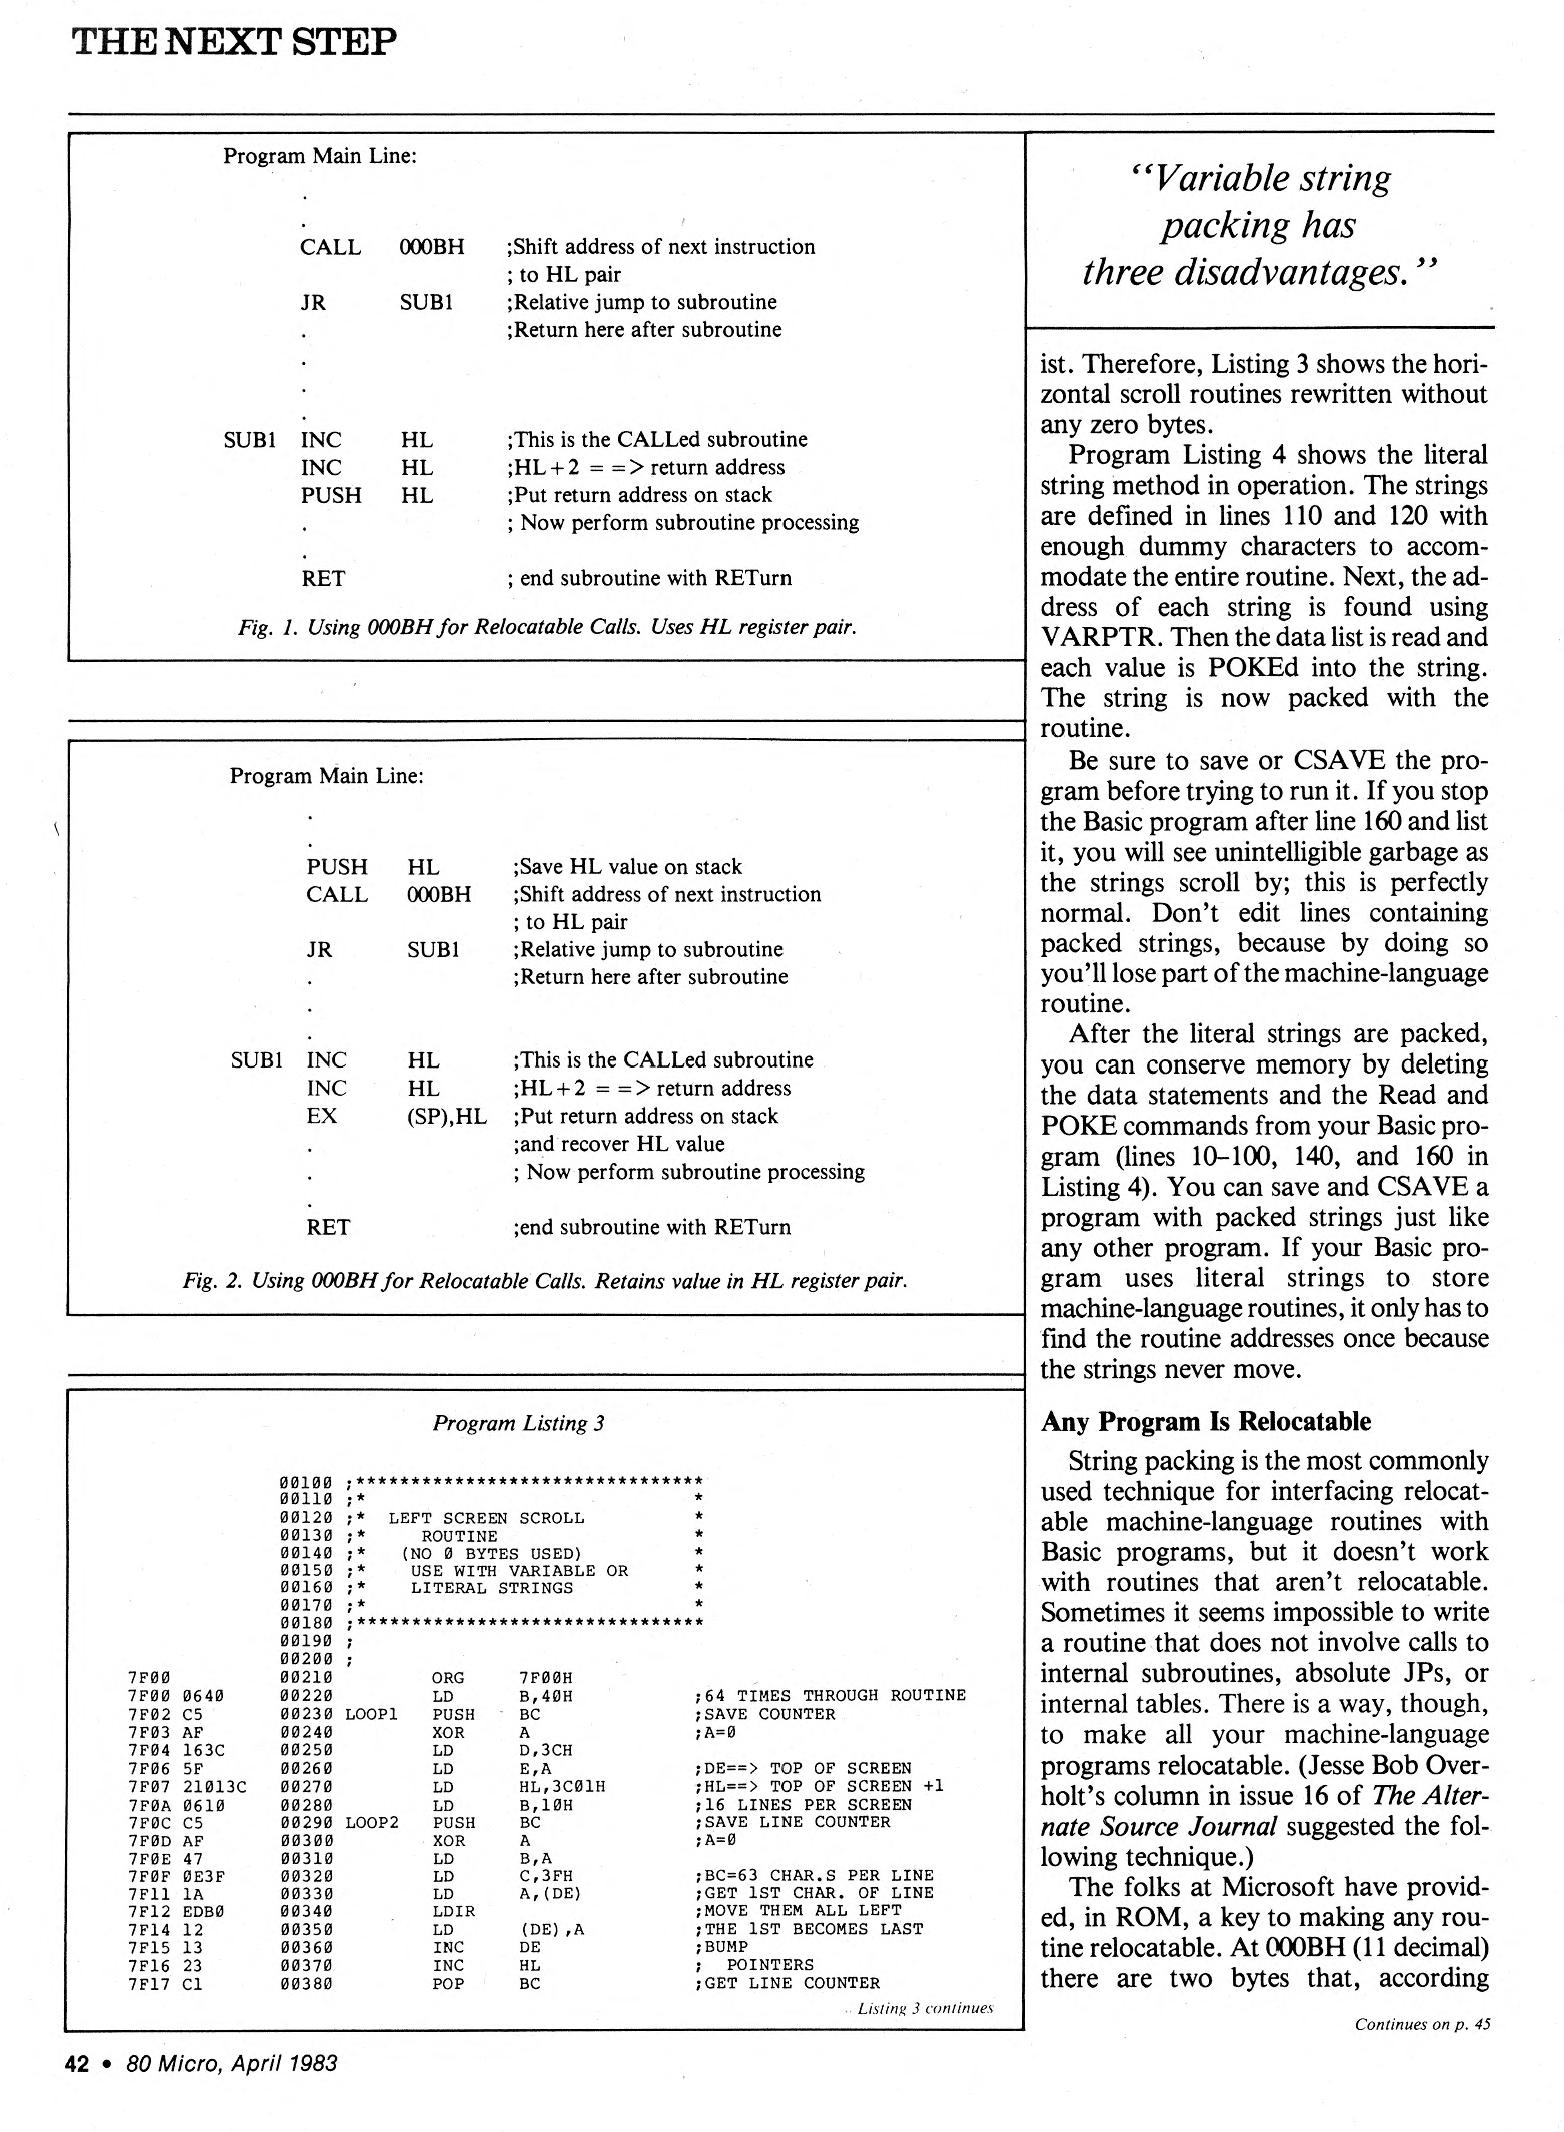 THE NEXT STEP
Program Main Line:
.
.
CALL 000BH ;Shift address of next instruction
; to HL pair
JR SUB1 ;Relative jump to subroutine
. ;Return here after subroutine
.
.
.
SUB1 INC HL ;This is the CALLed subroutine
INC HL ;HL+2 = => return address
PUSH HL ;Put return address on stack
. ; Now perform subroutine processing
.
RET ; end subroutine with RETurn
Fig. 1. Using 000BH for Relocatable Calls. Uses HL register pair.
Program Main Line:
.
.
PUSH HL ;Save HL value on stack
CALL 000BH ;Shift address of next instruction
; to HL pair
JR SUB1 ;Relative jump to subroutine
. ;Return here after subroutine
.
.
SUB1 INC HL ;This is the CALLed subroutine
INC HL ;HL+2 = => return address
EX (SP),HL ;Put return address on stack
. ;and recover HL value
. ; Now perform subroutine processing
.
RET ;end subroutine with RETurn
Fig. 2. Using 000BH for Relocatable Calls. Retains value in HL register pair.
Program Listing 3
00100 ;********************************
00110 ;* *
00120 ;* LEFT SCREEN SCROLL *
00130 ;* ROUTINE *
00140 ;* (NO 0 BYTES USED) *
00150 ;* USE WITH VARIABLE OR *
00160 ;* LITERAL STRINGS *
00170 ;* *
00180 ;********************************
00190 ;
00200 ;
7F00 00210 ORG 7F00H
7F00 0640 00220 LD B,40H ;64 TIMES THROUGH ROUTINE
7F02 C5 00230 LOOP1 PUSH BC ;SAVE COUNTER
7F03 AF 00240 XOR A ;A=0
7F04 163C 00250 LD D,3CH
7F06 5F 00260 LD E,A ;DE==> TOP OF SCREEN
7F07 21013C 00270 LD HL,3C01H ;HL==> TOP OF SCREEN +1
7F0A 0610 00280 LD B,10H ;16 LINES PER SCREEN
7F0C C5 00290 LOOP2 PUSH BC ;SAVE LINE COUNTER
7F0D AF 00300 XOR A ;A=0
7F0E 47 00310 LD B,A
7F0F 0E3F 00320 LD C,3FH ;BC=63 CHAR.S PER LINE
7F11 1A 00330 LD A,(DE) ;GET 1ST CHAR. OF LINE
7F12 EDB0 00340 LDIR ;MOVE THEM ALL LEFT
7F14 12 00350 LD (DE),A ;THE 1ST BECOMES LAST
7F15 13 00360 INC DE ;BUMP
7F16 23 00370 INC HL ; POINTERS
7F17 C1 00380 POP BC ;GET LINE COUNTER
Listing 3 continues
"Variable string
packing has
three disadvantages."
ist. Therefore, Listing 3 shows the hori-
zontal scroll routines rewritten without
any zero bytes.
Program Listing 4 shows the literal
string method in operation. The strings
are defined in lines 110 and 120 with
enough dummy characters to accom-
modate the entire routine. Next, the ad-
dress of each string is found using
VARPTR. Then the data list is read and
each value is POKEd into the string.
The string is now packed with the
routine.
Be sure to save or CSAVE the pro-
gram before trying to run it. If you stop
the Basic program after line 160 and list
it, you will see unintelligible garbage as
the strings scroll by; this is perfectly
normal. Don't edit lines containing
packed strings, because by doing so
you'll lose part of the machine-language
routine.
After the literal strings are packed,
you can conserve memory by deleting
the data statements and the Read and
POKE commands from your Basic pro-
gram (lines 10–100, 140, and 160 in
Listing 4). You can save and CSAVE a
program with packed strings just like
any other program. If your Basic pro-
gram uses literal strings to store
machine-language routines, it only has to
find the routine addresses once because
the strings never move.
Any Program Is Relocatable
String packing is the most commonly
used technique for interfacing relocat-
able machine-language routines with
Basic programs, but it doesn't work
with routines that aren't relocatable.
Sometimes it seems impossible to write
a routine that does not involve calls to
internal subroutines, absolute JPs, or
internal tables. There is a way, though,
to make all your machine-language
programs relocatable. (Jesse Bob Over-
holt's column in issue 16 of The Alter-
nate Source Journal suggested the fol-
lowing technique.)
The folks at Microsoft have provid-
ed, in ROM, a key to making any rou-
tine relocatable. At 000BH (11 decimal)
there are two bytes that, according
Continues on p. 45
42 • 80 Micro, April 1983